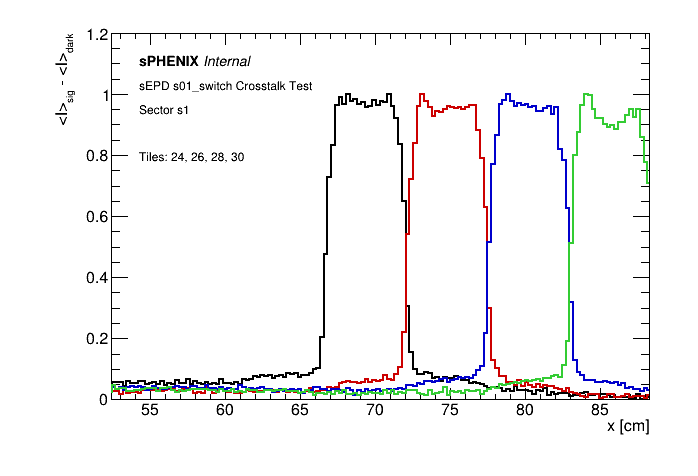 1.2
<I>sig - <I>dark
sPHENIX Internal
sEPD s01_switch Crosstalk Test
1
Sector s1
0.8
Tiles: 24, 26, 28, 30
0.6
0.4
0.2
0
55 60 65 70 75 80 85
x [cm]